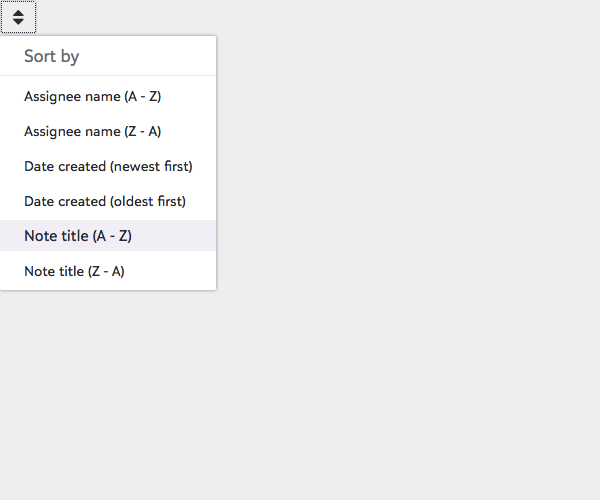 Sort by
Assignee name (A - Z)
Assignee name (Z - A)
Date created (newest first)
Date created (oldest first)
Note title (A - Z)
Note title (Z - A)